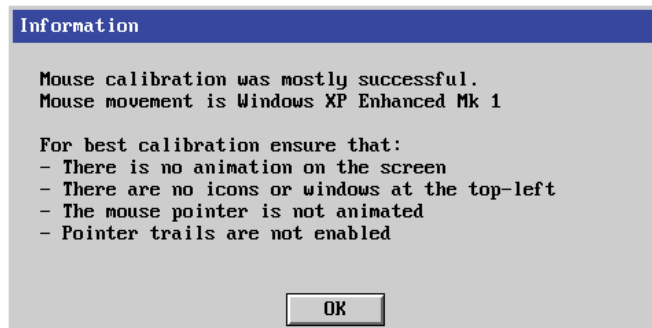 Information
Mouse calibration was mostly successful.
Mouse movement is Windows XP Enhanced Mk 1
For best calibration ensure that:
- There is no animation on the screen
- There are no icons or windows at the top-left
- The mouse pointer is not animated
- Pointer trails are not enabled
OK